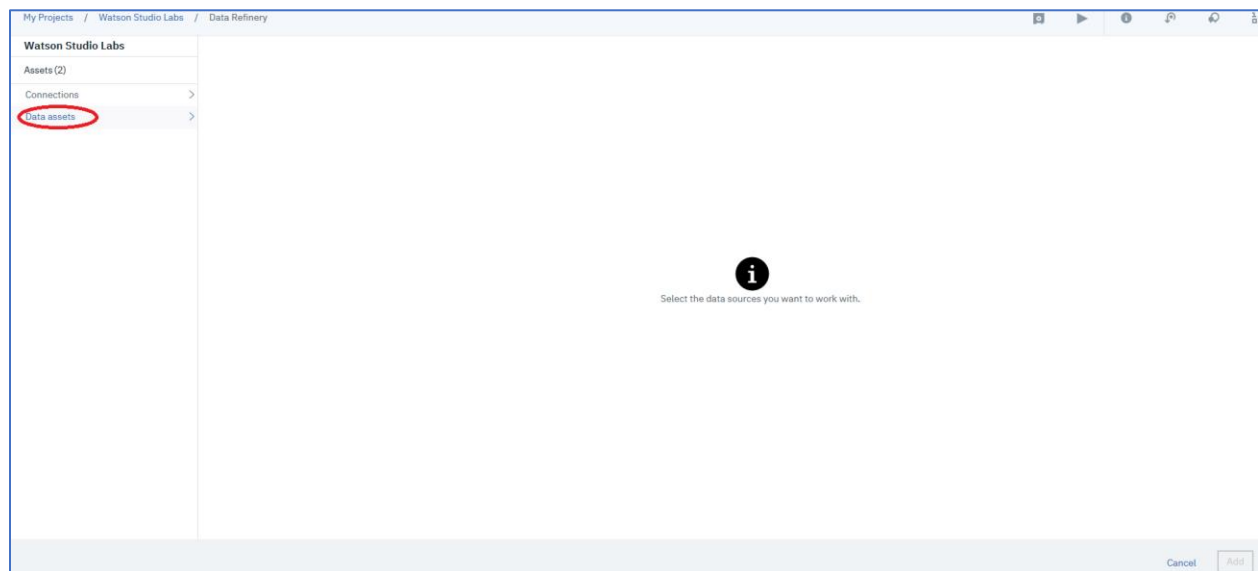 My Projects / Watson Studio Labs / Data Refinery
Watson Studio Labs
Assets (2)
Connections
Data assets
Select the data sources you want to work with.
Cancel Add